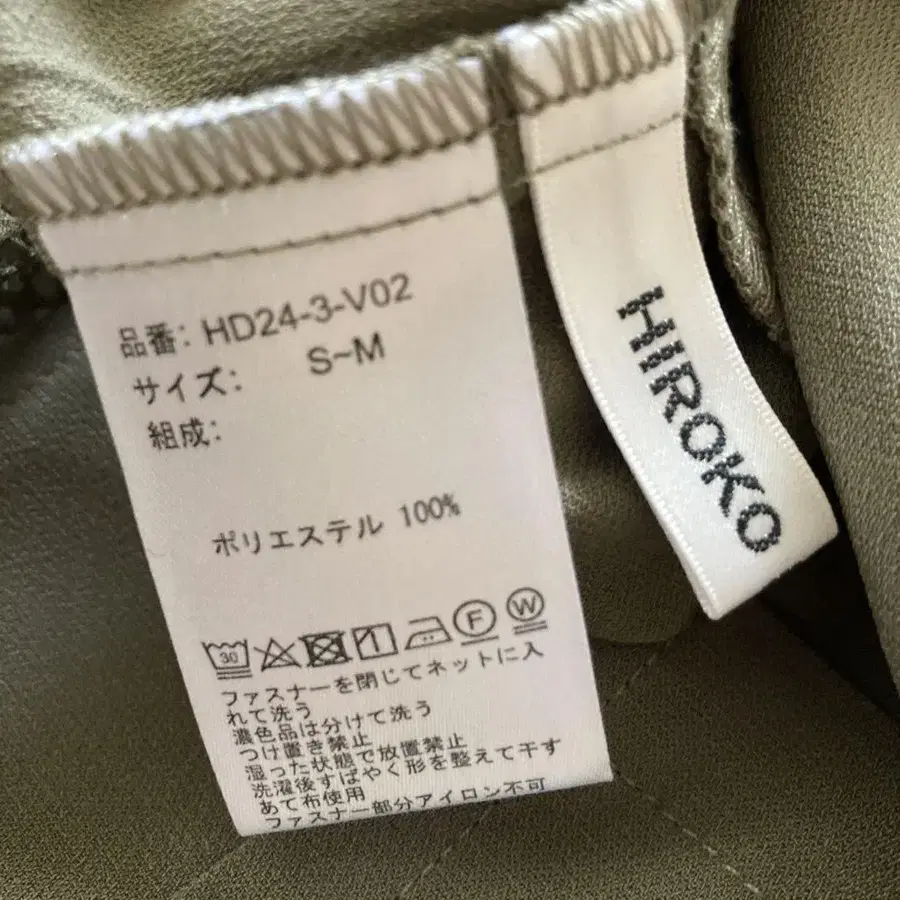 品番: HD24-3-V02
サイズ: S~M
組成:
ポリエステル 100%
30 F W
ファスナーを閉じてネットに入
れて洗う
濃色品は分けて洗う
つけ置き禁止
湿った状態で放置禁止
洗濯後すばやく形を整えて干す
あて布使用
ファスナー部分アイロン不可
HIROKO